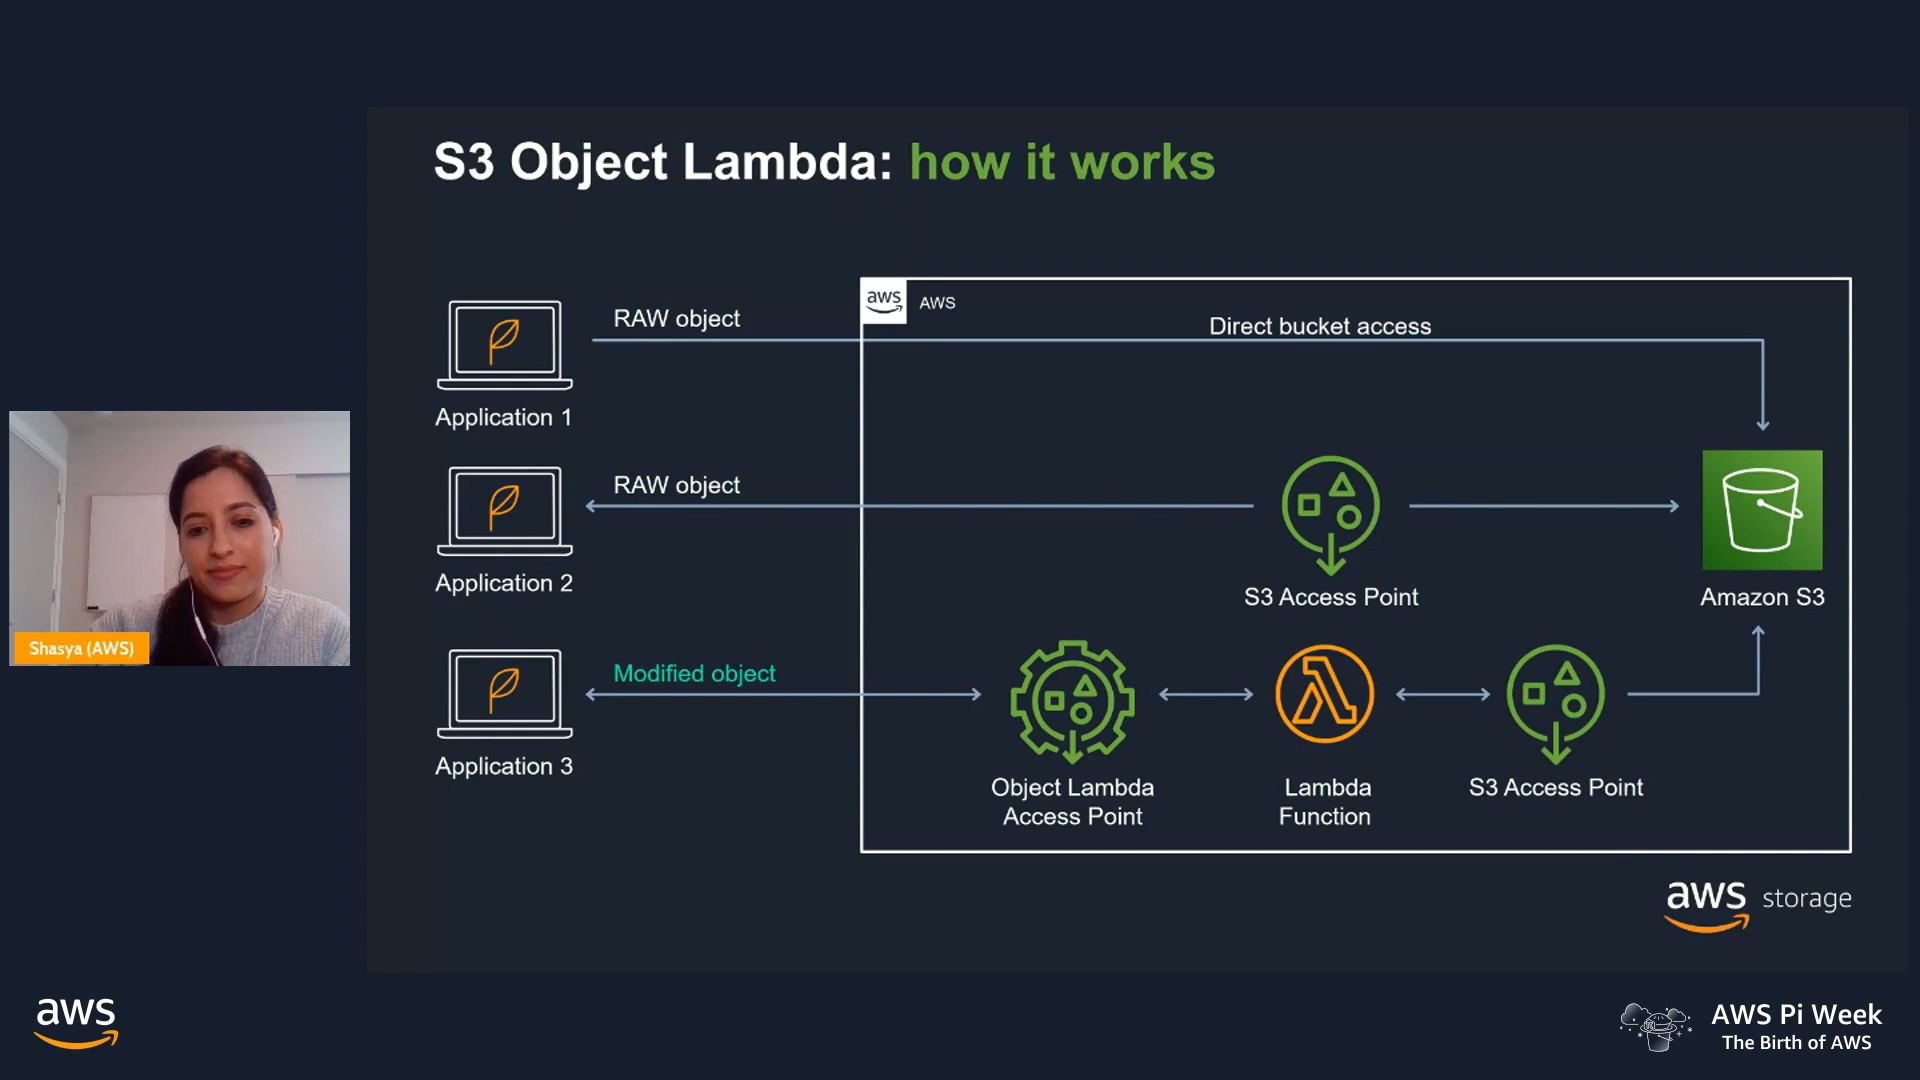 S3 Object Lambda: how it works
aws
AWS
RAW object
Direct bucket access
Application 1
RAW object
Application 2
S3 Access Point
Amazon S3
Shasya (AWS)
Modified object
Application 3
Object Lambda
Access Point
Lambda
Function
S3 Access Point
aws storage
aws
AWS Pi Week
The Birth of AWS